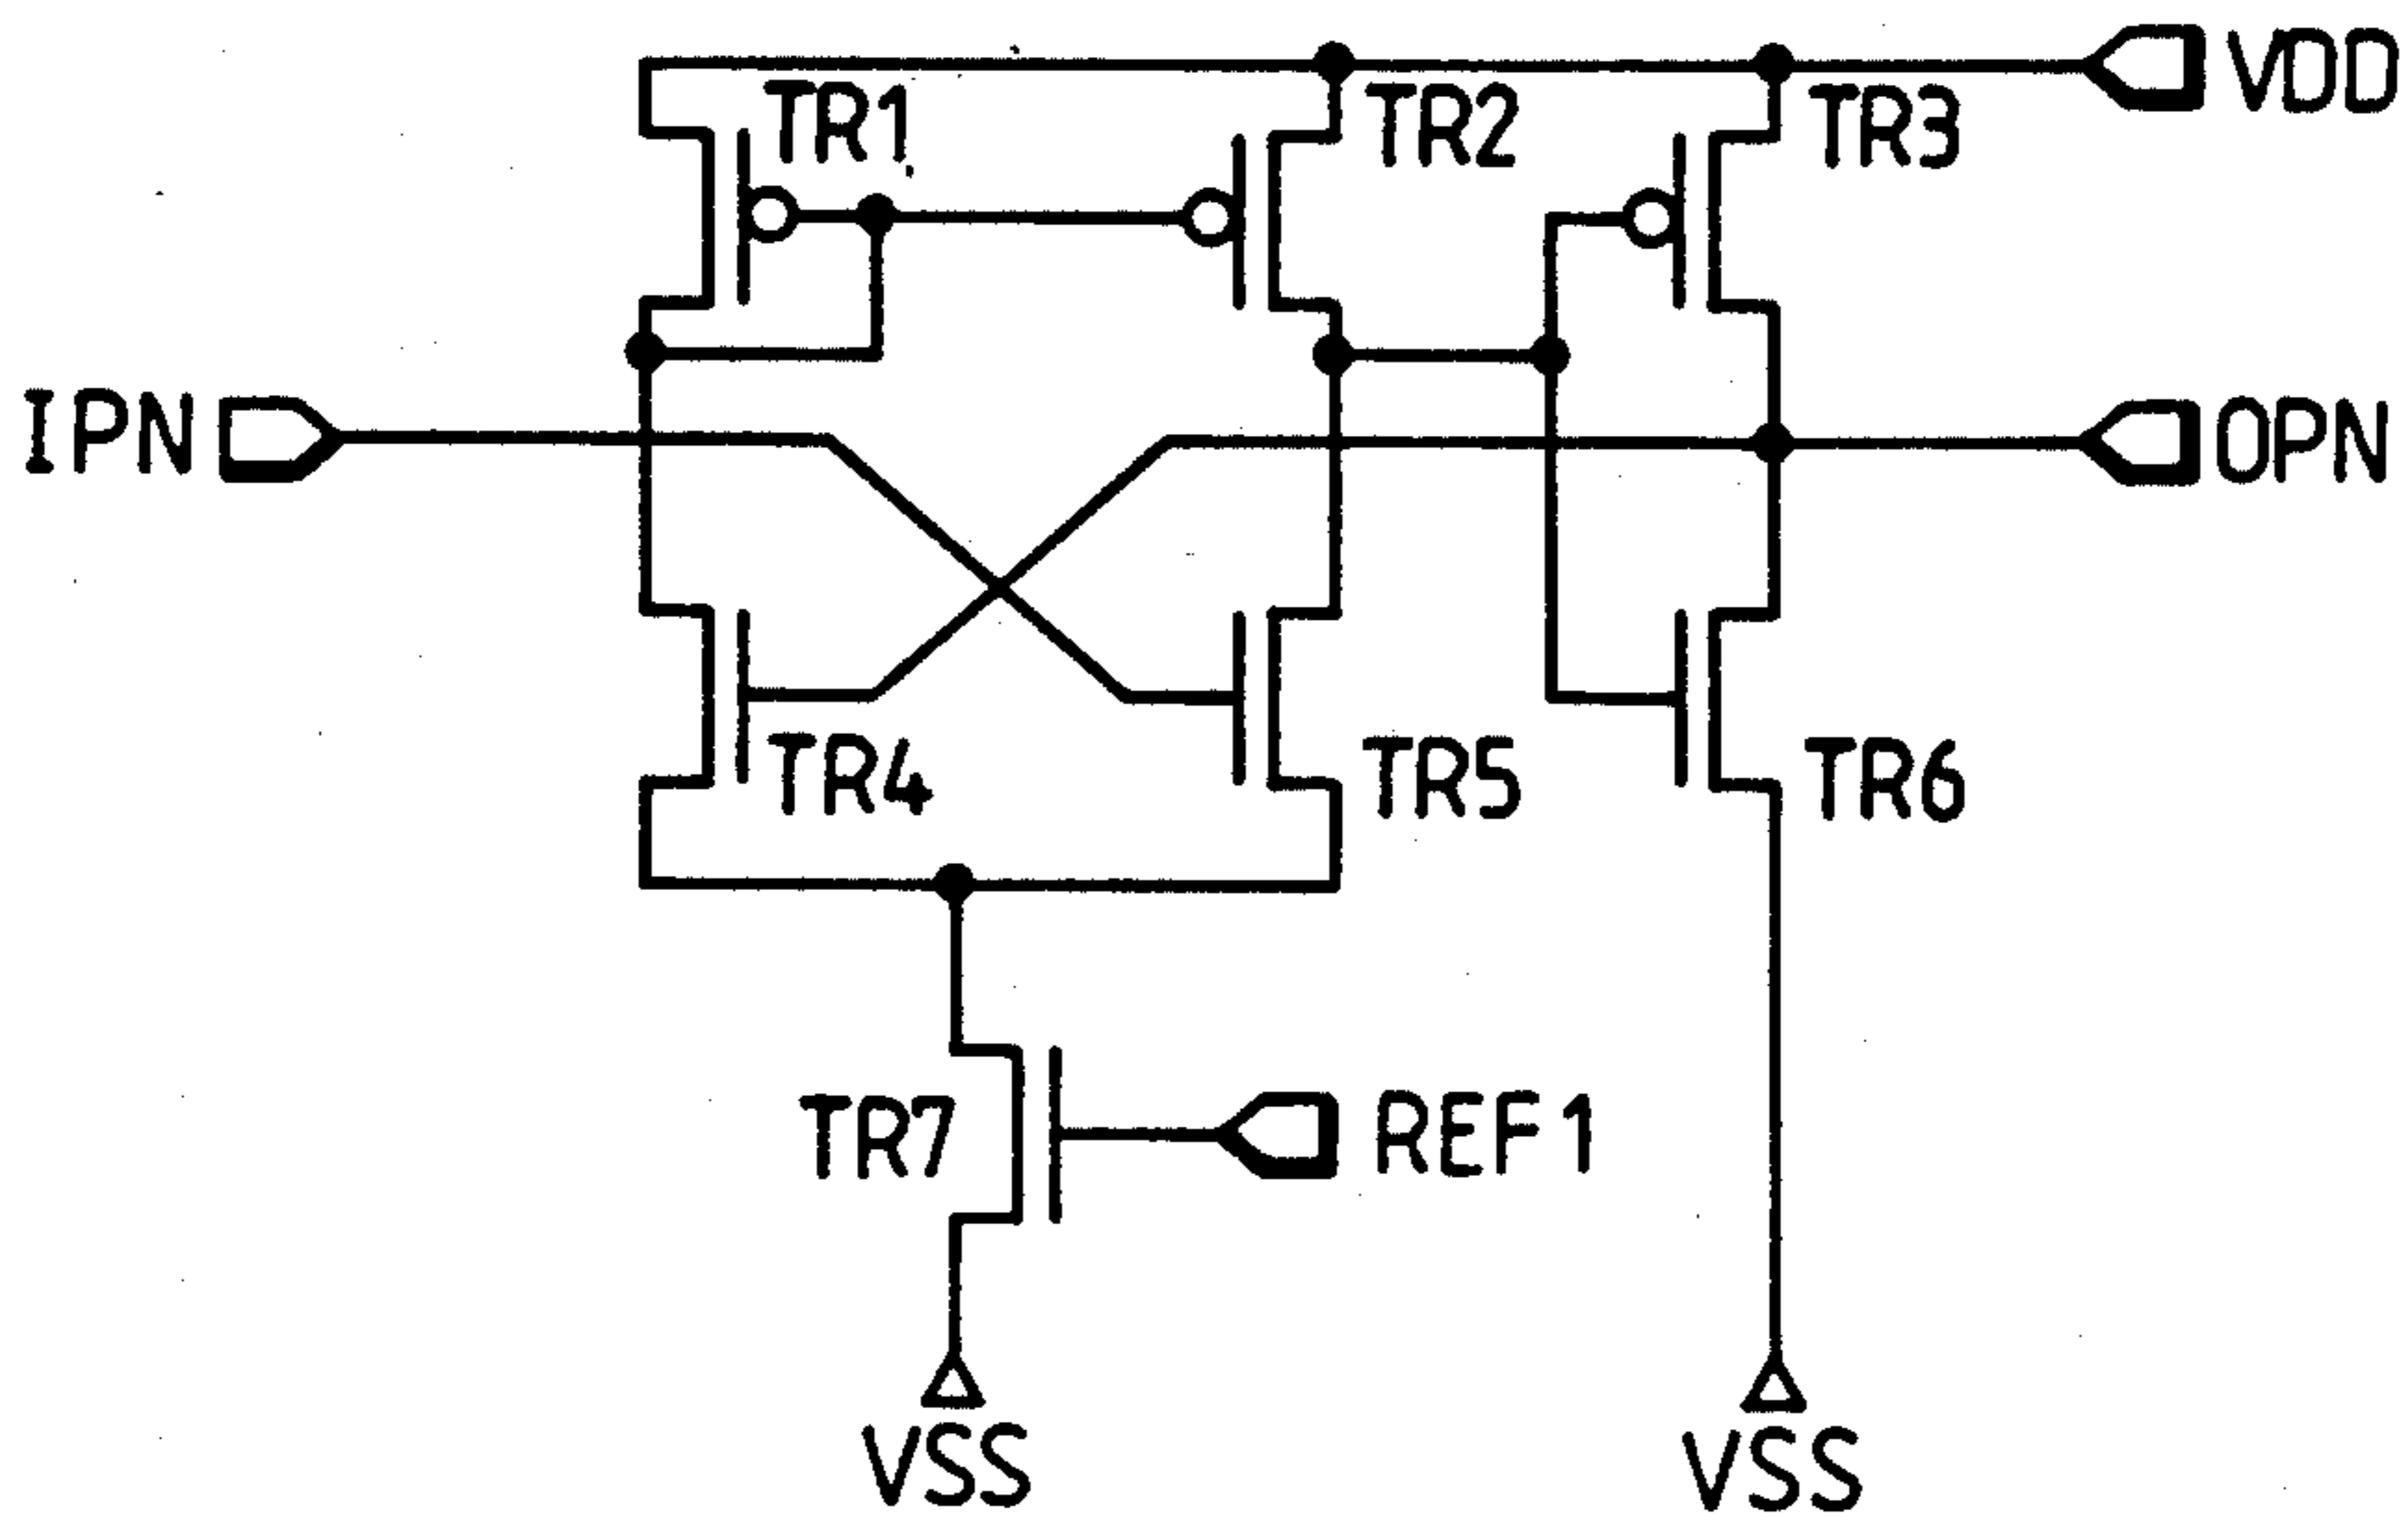 VDD
TR1
TR2
TR3
IPN
OPN
TR4
TR5
TR6
TR7
REF1
VSS
VSS